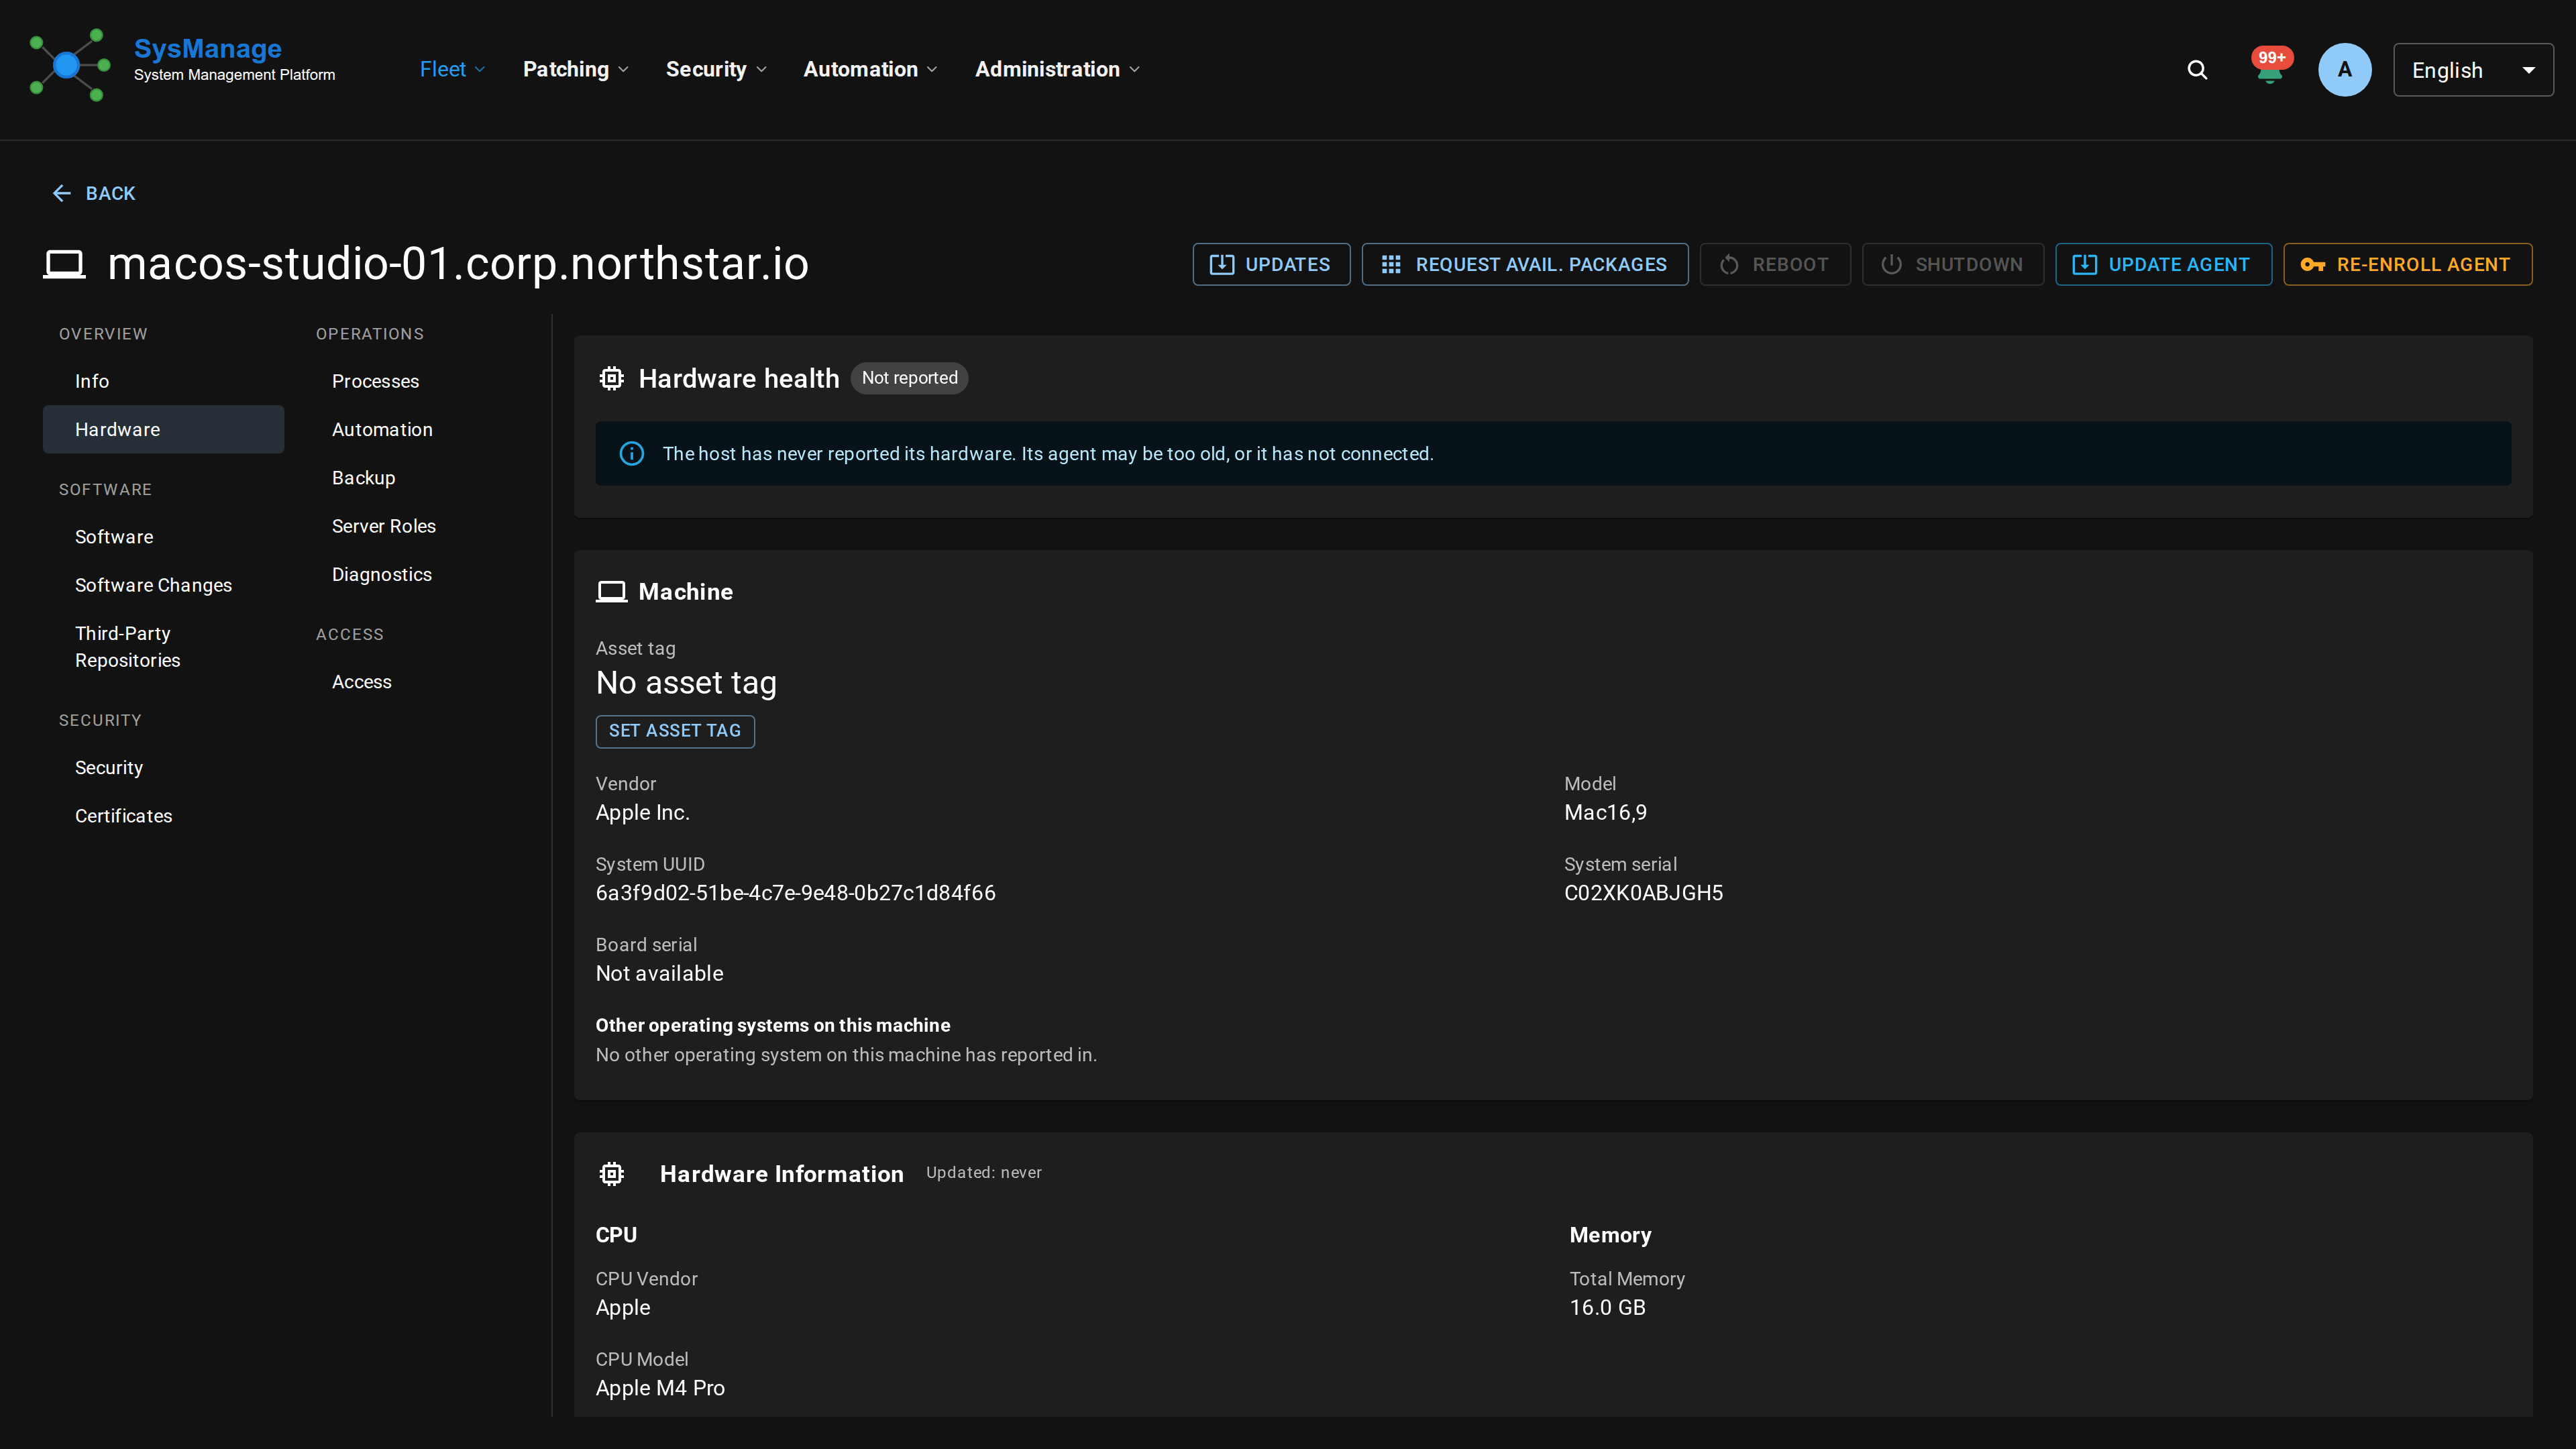 SysManage
System Management Platform
Fleet
Patching
Security
Automation
Administration
99+
A
English
BACK
macos-studio-01.corp.northstar.io
UPDATES
REQUEST AVAIL. PACKAGES
REBOOT
SHUTDOWN
UPDATE AGENT
RE-ENROLL AGENT
OVERVIEW
Info
Hardware
SOFTWARE
Software
Software Changes
Third-Party
Repositories
SECURITY
Security
Certificates
OPERATIONS
Processes
Automation
Backup
Server Roles
Diagnostics
ACCESS
Access
Hardware health
Not reported
The host has never reported its hardware. Its agent may be too old, or it has not connected.
Machine
Asset tag
No asset tag
SET ASSET TAG
Vendor
Apple Inc.
Model
Mac16,9
System UUID
6a3f9d02-51be-4c7e-9e48-0b27c1d84f66
System serial
C02XK0ABJGH5
Board serial
Not available
Other operating systems on this machine
No other operating system on this machine has reported in.
Hardware Information
Updated: never
CPU
CPU Vendor
Apple
CPU Model
Apple M4 Pro
Memory
Total Memory
16.0 GB